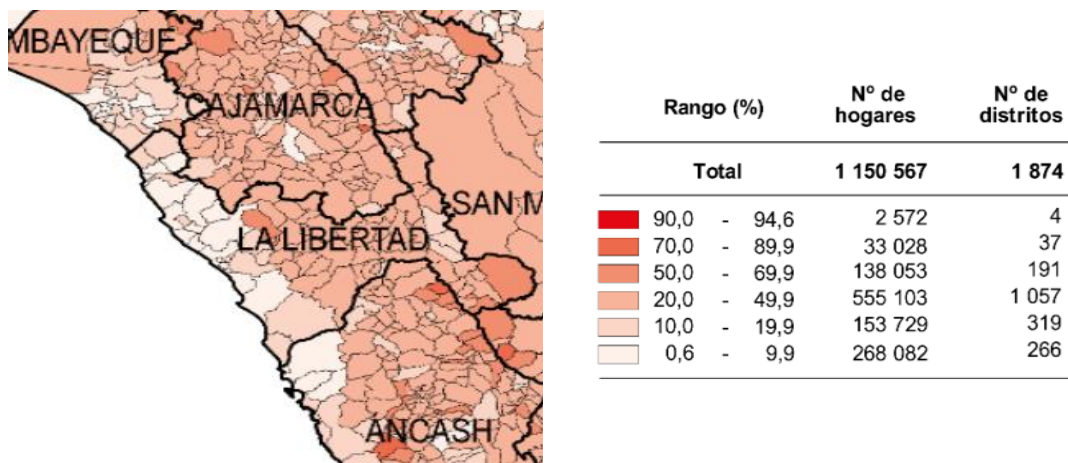 MBAYEQUE
CAJAMARCA
SAN M
LA LIBERTAD
ANCASH
Rango (%) Nº de hogares Nº de distritos
Total 1 150 567 1 874
90,0 - 94,6 2 572 4
70,0 - 89,9 33 028 37
50,0 - 69,9 138 053 191
20,0 - 49,9 555 103 1 057
10,0 - 19,9 153 729 319
0,6 - 9,9 268 082 266